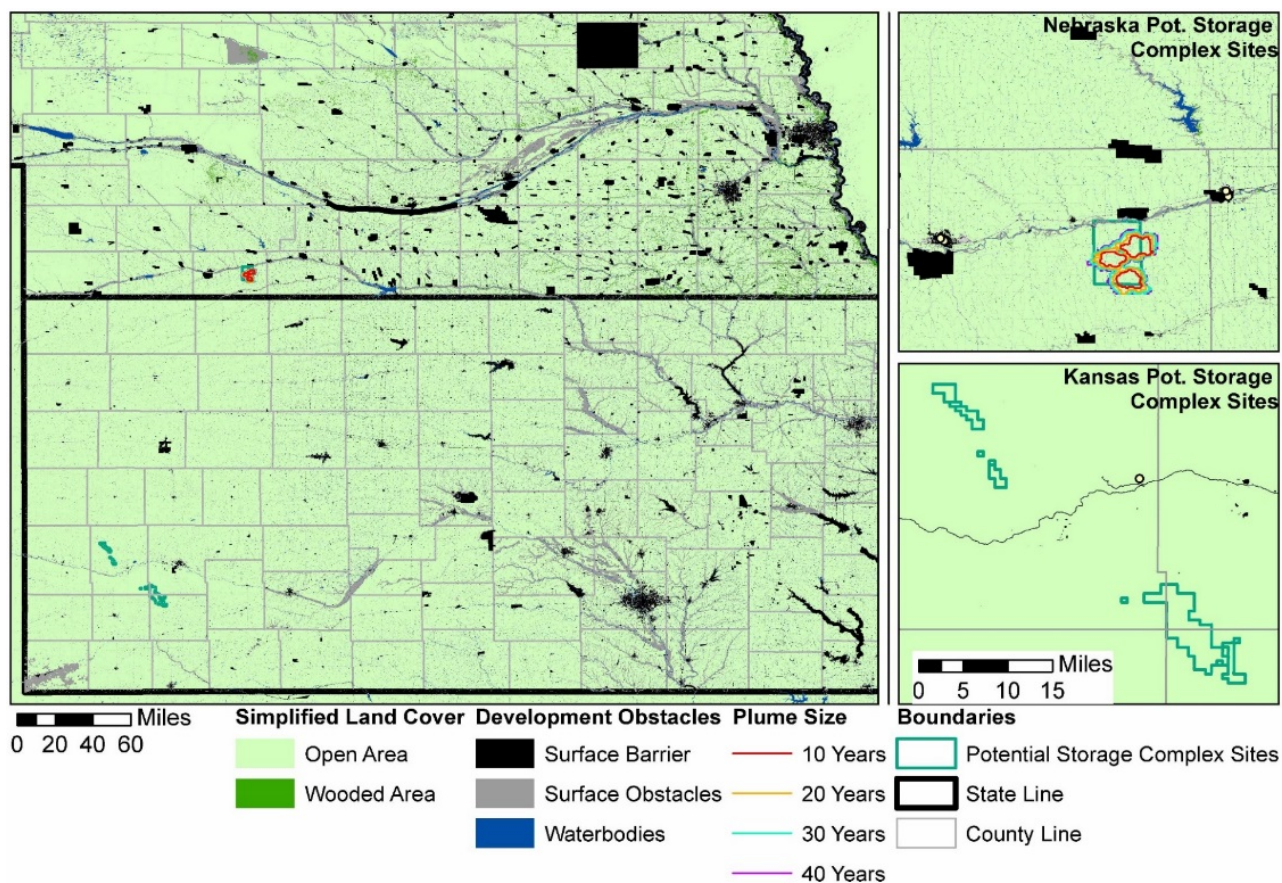 Nebraska Pot. Storage
Complex Sites
Kansas Pot. Storage
Complex Sites
Miles
0 5 10 15
Miles
0 20 40 60
Simplified Land Cover
Open Area
Wooded Area
Development Obstacles
Surface Barrier
Surface Obstacles
Waterbodies
Plume Size
10 Years
20 Years
30 Years
40 Years
Boundaries
Potential Storage Complex Sites
State Line
County Line